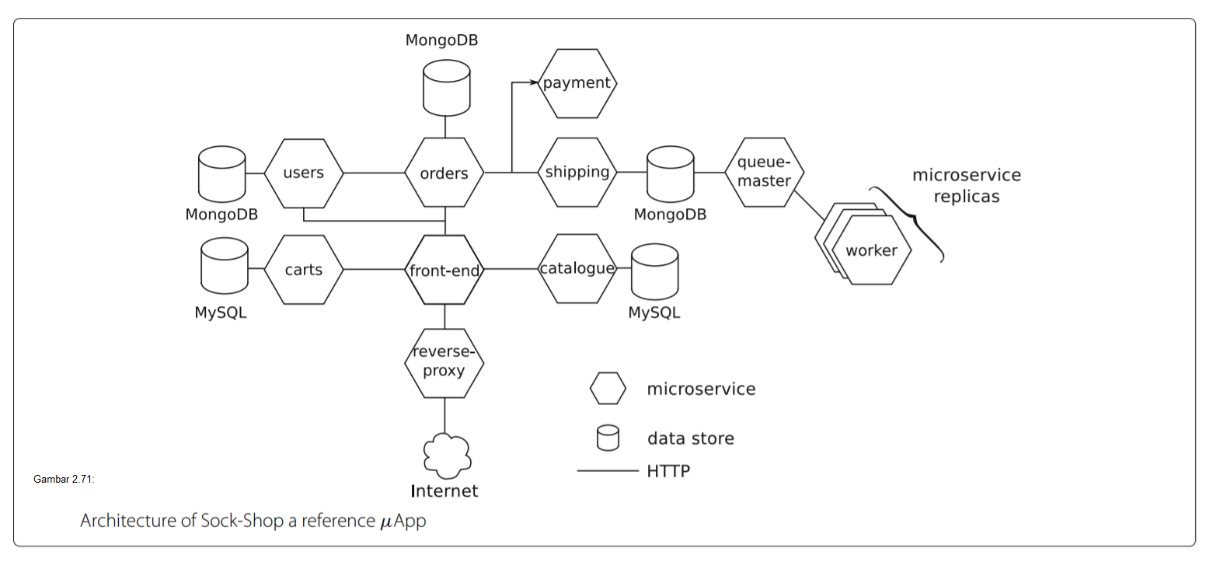 MongoDB
payment
users
orders
shipping
queue-
master
microservice
replicas
MongoDB
MongoDB
worker
carts
front-end
catalogue
MySQL
MySQL
reverse-
proxy
microservice
data store
HTTP
Gambar 2.71:
Internet
Architecture of Sock-Shop a reference μApp